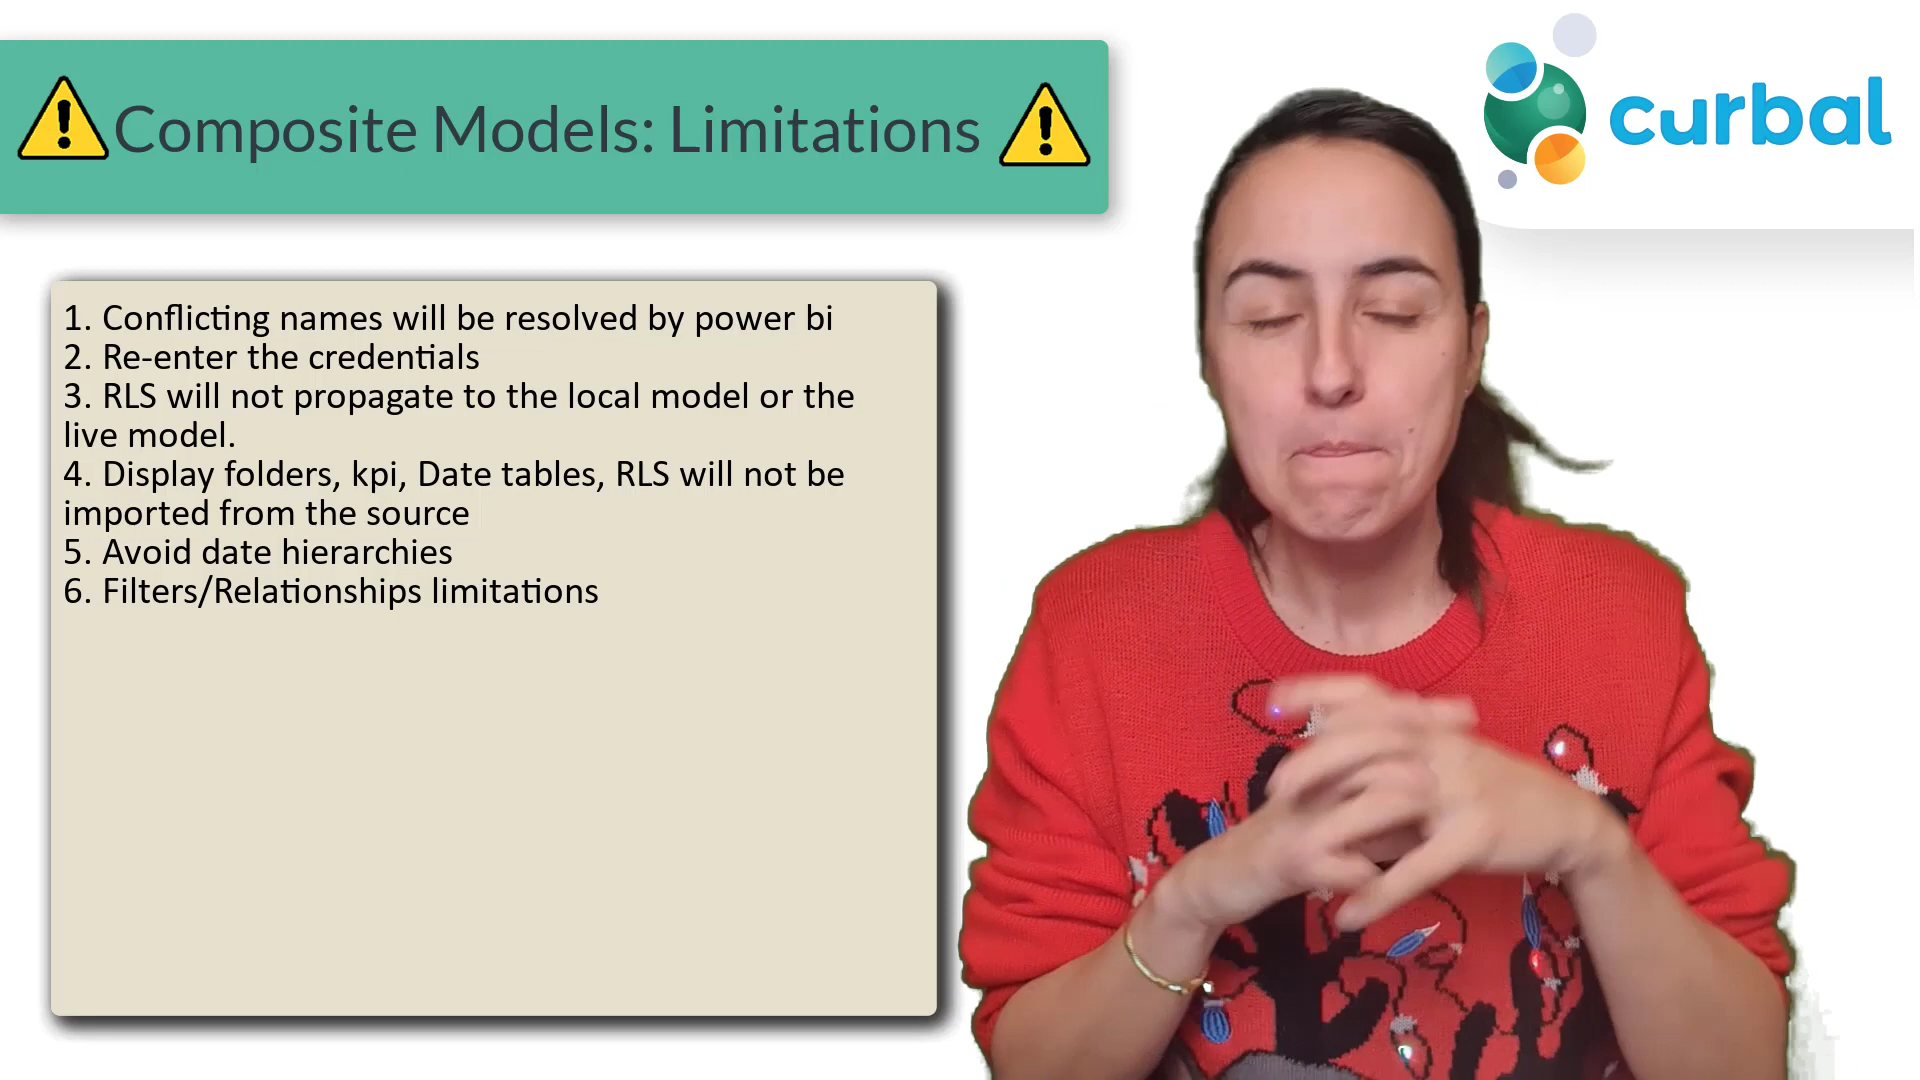 Composite Models: Limitations
curbal
1. Conflicting names will be resolved by power bi
2. Re-enter the credentials
3. RLS will not propagate to the local model or the
live model.
4. Display folders, kpi, Date tables, RLS will not be
imported from the source
5. Avoid date hierarchies
6. Filters/Relationships limitations